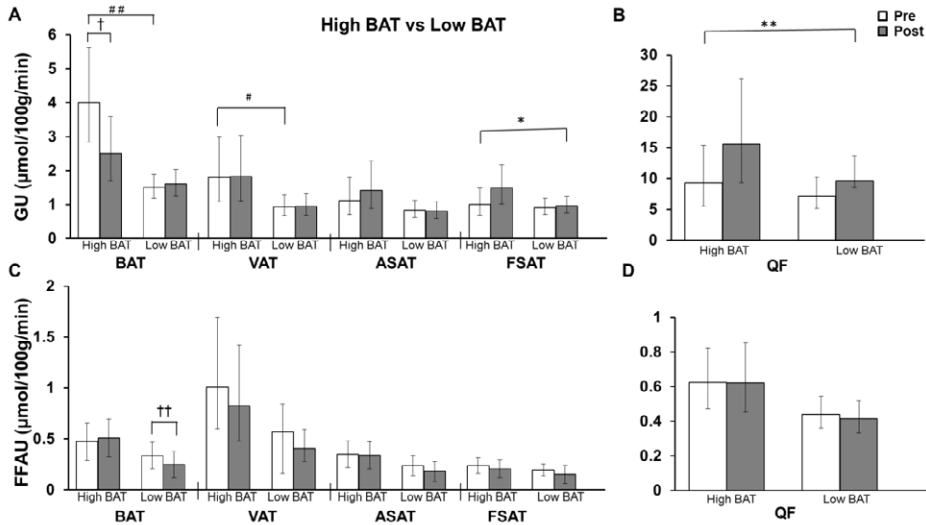 A
High BAT vs Low BAT
##
†
#
*
GU (µmol/100g/min)
6
5
4
3
2
1
0
High BAT Low BAT High BAT Low BAT High BAT Low BAT High BAT Low BAT
BAT VAT ASAT FSAT
B
Pre
Post
**
30
25
20
15
10
5
0
High BAT Low BAT
QF
C
FFAU (µmol/100g/min)
2
1.5
1
0.5
0
††
High BAT Low BAT High BAT Low BAT High BAT Low BAT High BAT Low BAT
BAT VAT ASAT FSAT
D
1
0.8
0.6
0.4
0.2
0
High BAT Low BAT
QF